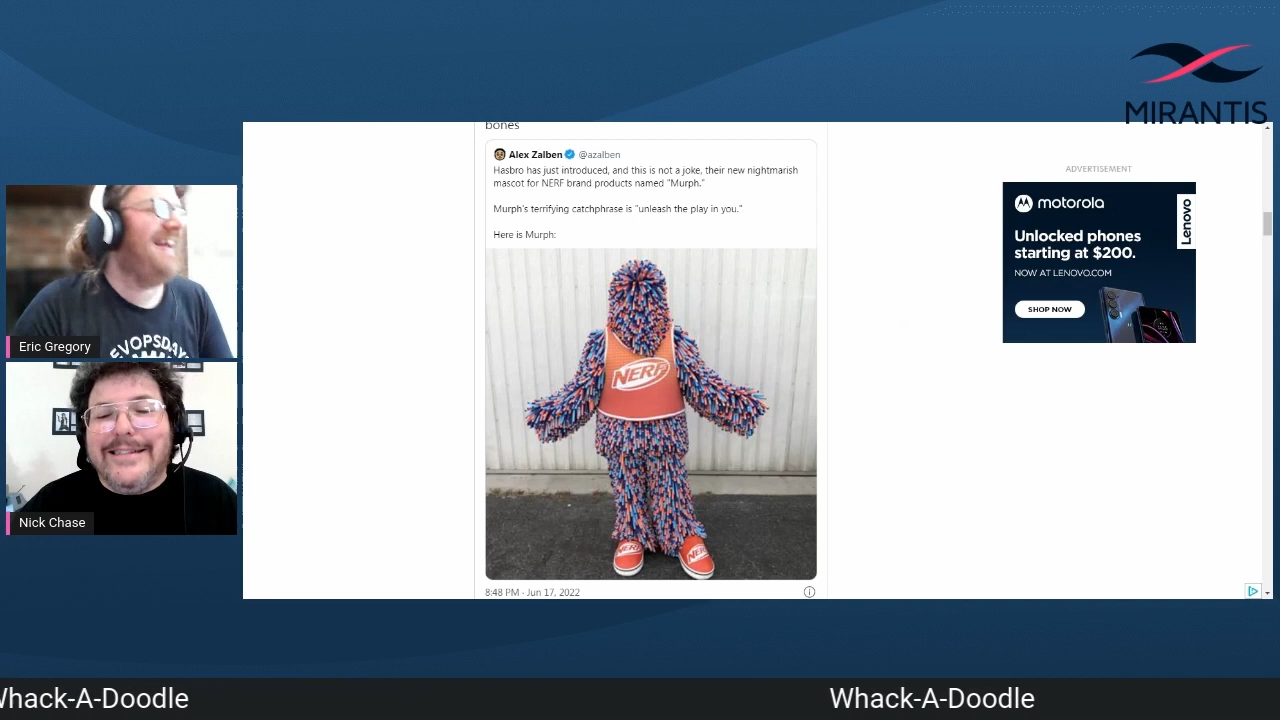 MIRANTIS
bones
Alex Zalben @azalben
Hasbro has just introduced, and this is not a joke, their new nightmarish
mascot for NERF brand products named "Murph."
Murph's terrifying catchphrase is "unleash the play in you."
Here is Murph:
NERF
NERF
NERF
8:48 PM · Jun 17, 2022
ADVERTISEMENT
motorola
Lenovo
Unlocked phones
starting at $200.
NOW AT LENOVO.COM
SHOP NOW
EVOPSDAY
Eric Gregory
Nick Chase
Whack-A-Doodle
Whack-A-Doodle